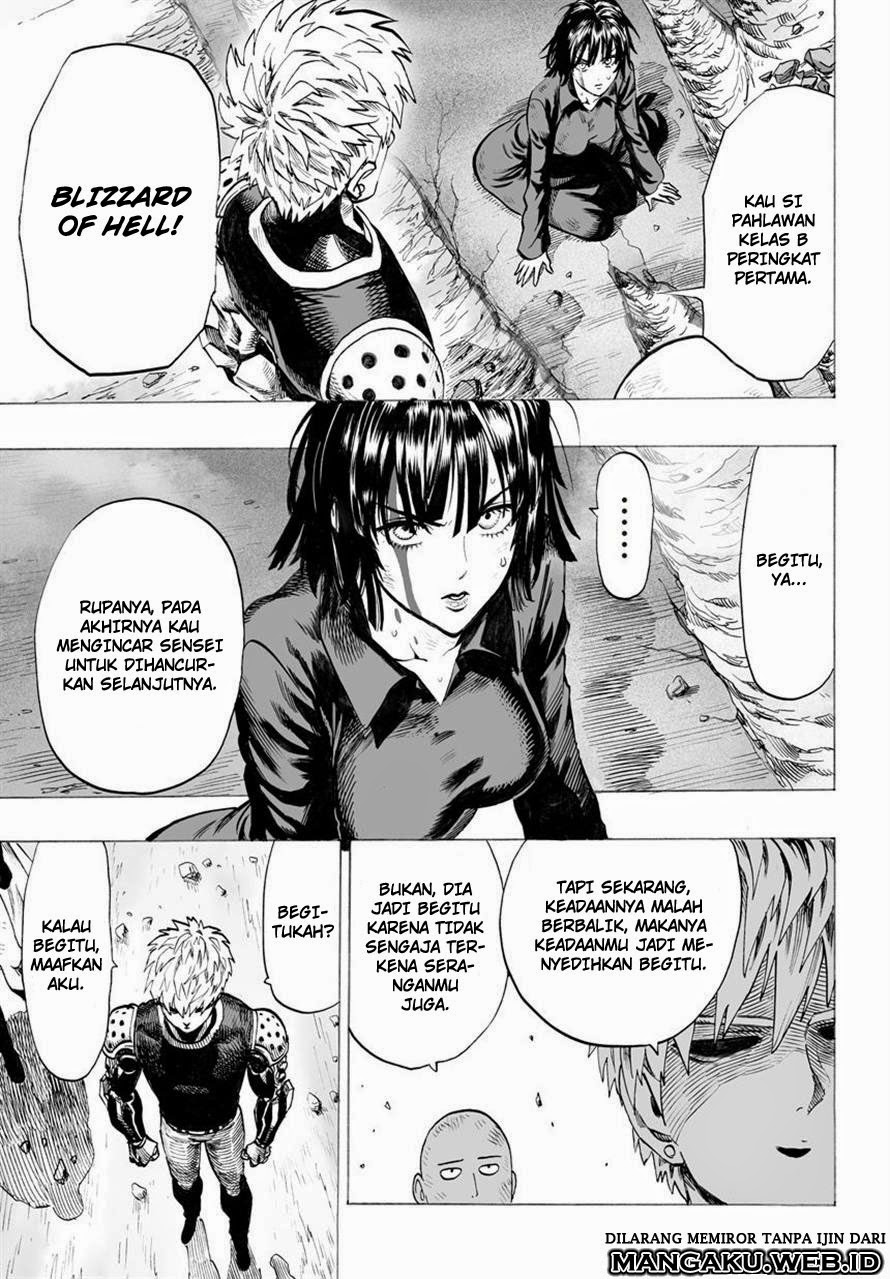 KAU SI
PAHLAWAN
KELAS B
PERINGKAT
PERTAMA.
BLIZZARD
OF HELL!
BEGITU,
YA...
......
RUPANYA, PADA
AKHIRNYA KAU
MENGINCAR SENSEI
UNTUK DIHANCUR-
KAN SELANJUTNYA.
TAPI SEKARANG,
KEADAANNYA MALAH
BERBALIK, MAKANYA
KEADAANMU JADI ME-
NYEDIHKAN BEGITU.
BUKAN, DIA
JADI BEGITU
KARENA TIDAK
SENGAJA TER-
KENA SERA-
NGANMU
JUGA.
BEGI-
TUKAH?
KALAU
BEGITU,
MAAFKAN
AKU.
DILARANG MEMIROR TANPA IJIN DARI
MANGAKU.WEB.ID